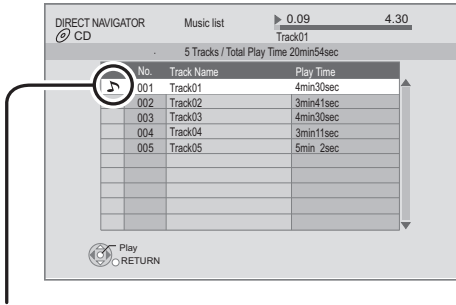 DIRECT NAVIGATOR Music list 0.09 4.30
CD Track01
5 Tracks / Total Play Time 20min54sec
No. Track Name Play Time
001 Track01 4min30sec
002 Track02 3min41sec
003 Track03 4min30sec
004 Track04 3min11sec
005 Track05 5min 2sec
Play
RETURN